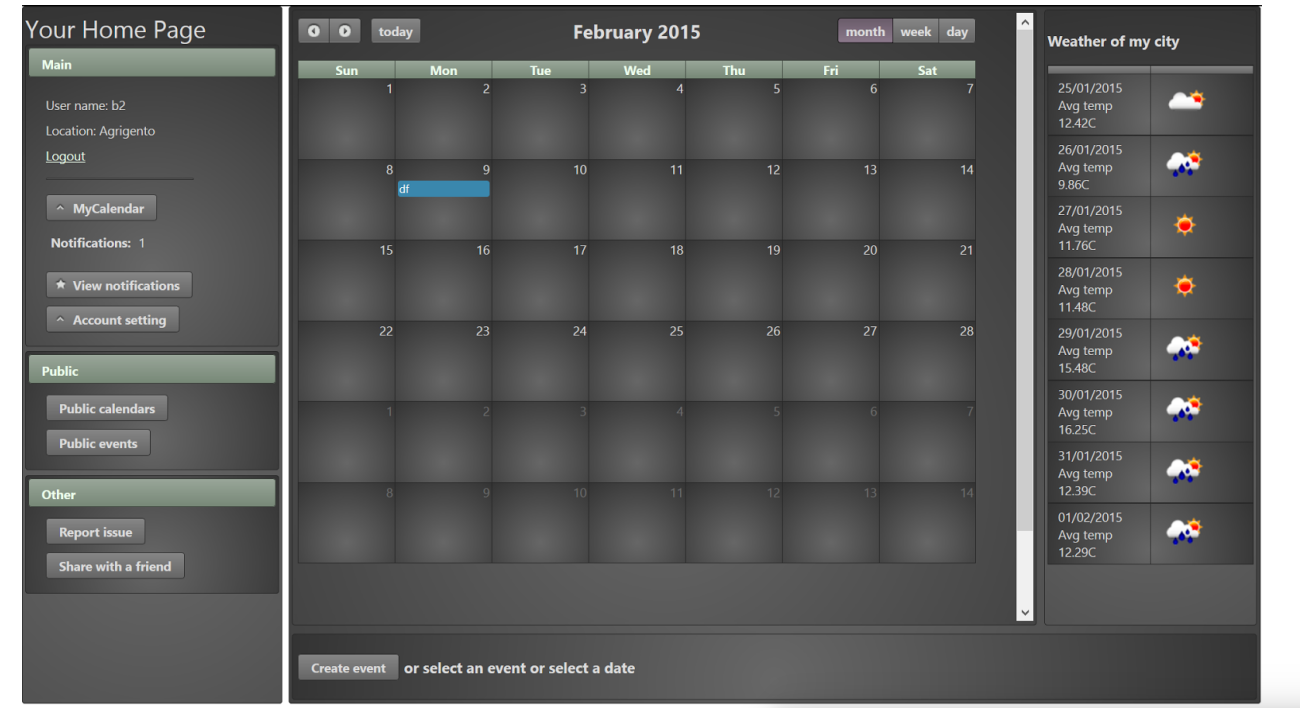 Your Home Page
Main
User name: b2
Location: Agrigento
Logout
MyCalendar
Notifications: 1
View notifications
Account setting
Public
Public calendars
Public events
Other
Report issue
Share with a friend
today
February 2015
month week day
Sun Mon Tue Wed Thu Fri Sat
1 2 3 4 5 6 7
8 9 10 11 12 13 14
df
15 16 17 18 19 20 21
22 23 24 25 26 27 28
1 2 3 4 5 6 7
8 9 10 11 12 13 14
Create event or select an event or select a date
Weather of my city
25/01/2015
Avg temp
12.42C
26/01/2015
Avg temp
9.86C
27/01/2015
Avg temp
11.76C
28/01/2015
Avg temp
11.48C
29/01/2015
Avg temp
15.48C
30/01/2015
Avg temp
16.25C
31/01/2015
Avg temp
12.39C
01/02/2015
Avg temp
12.29C